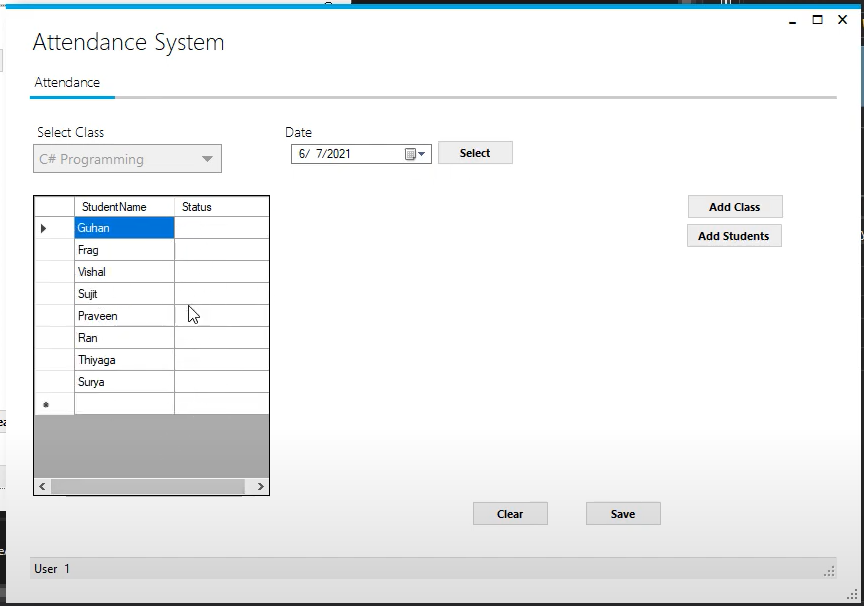 Attendance System
Attendance
Select Class
Date
C# Programming
6/ 7/2021
Select
StudentName Status
Guhan
Frag
Vishal
Sujit
Praveen
Ran
Thiyaga
Surya
Add Class
Add Students
Clear
Save
User 1